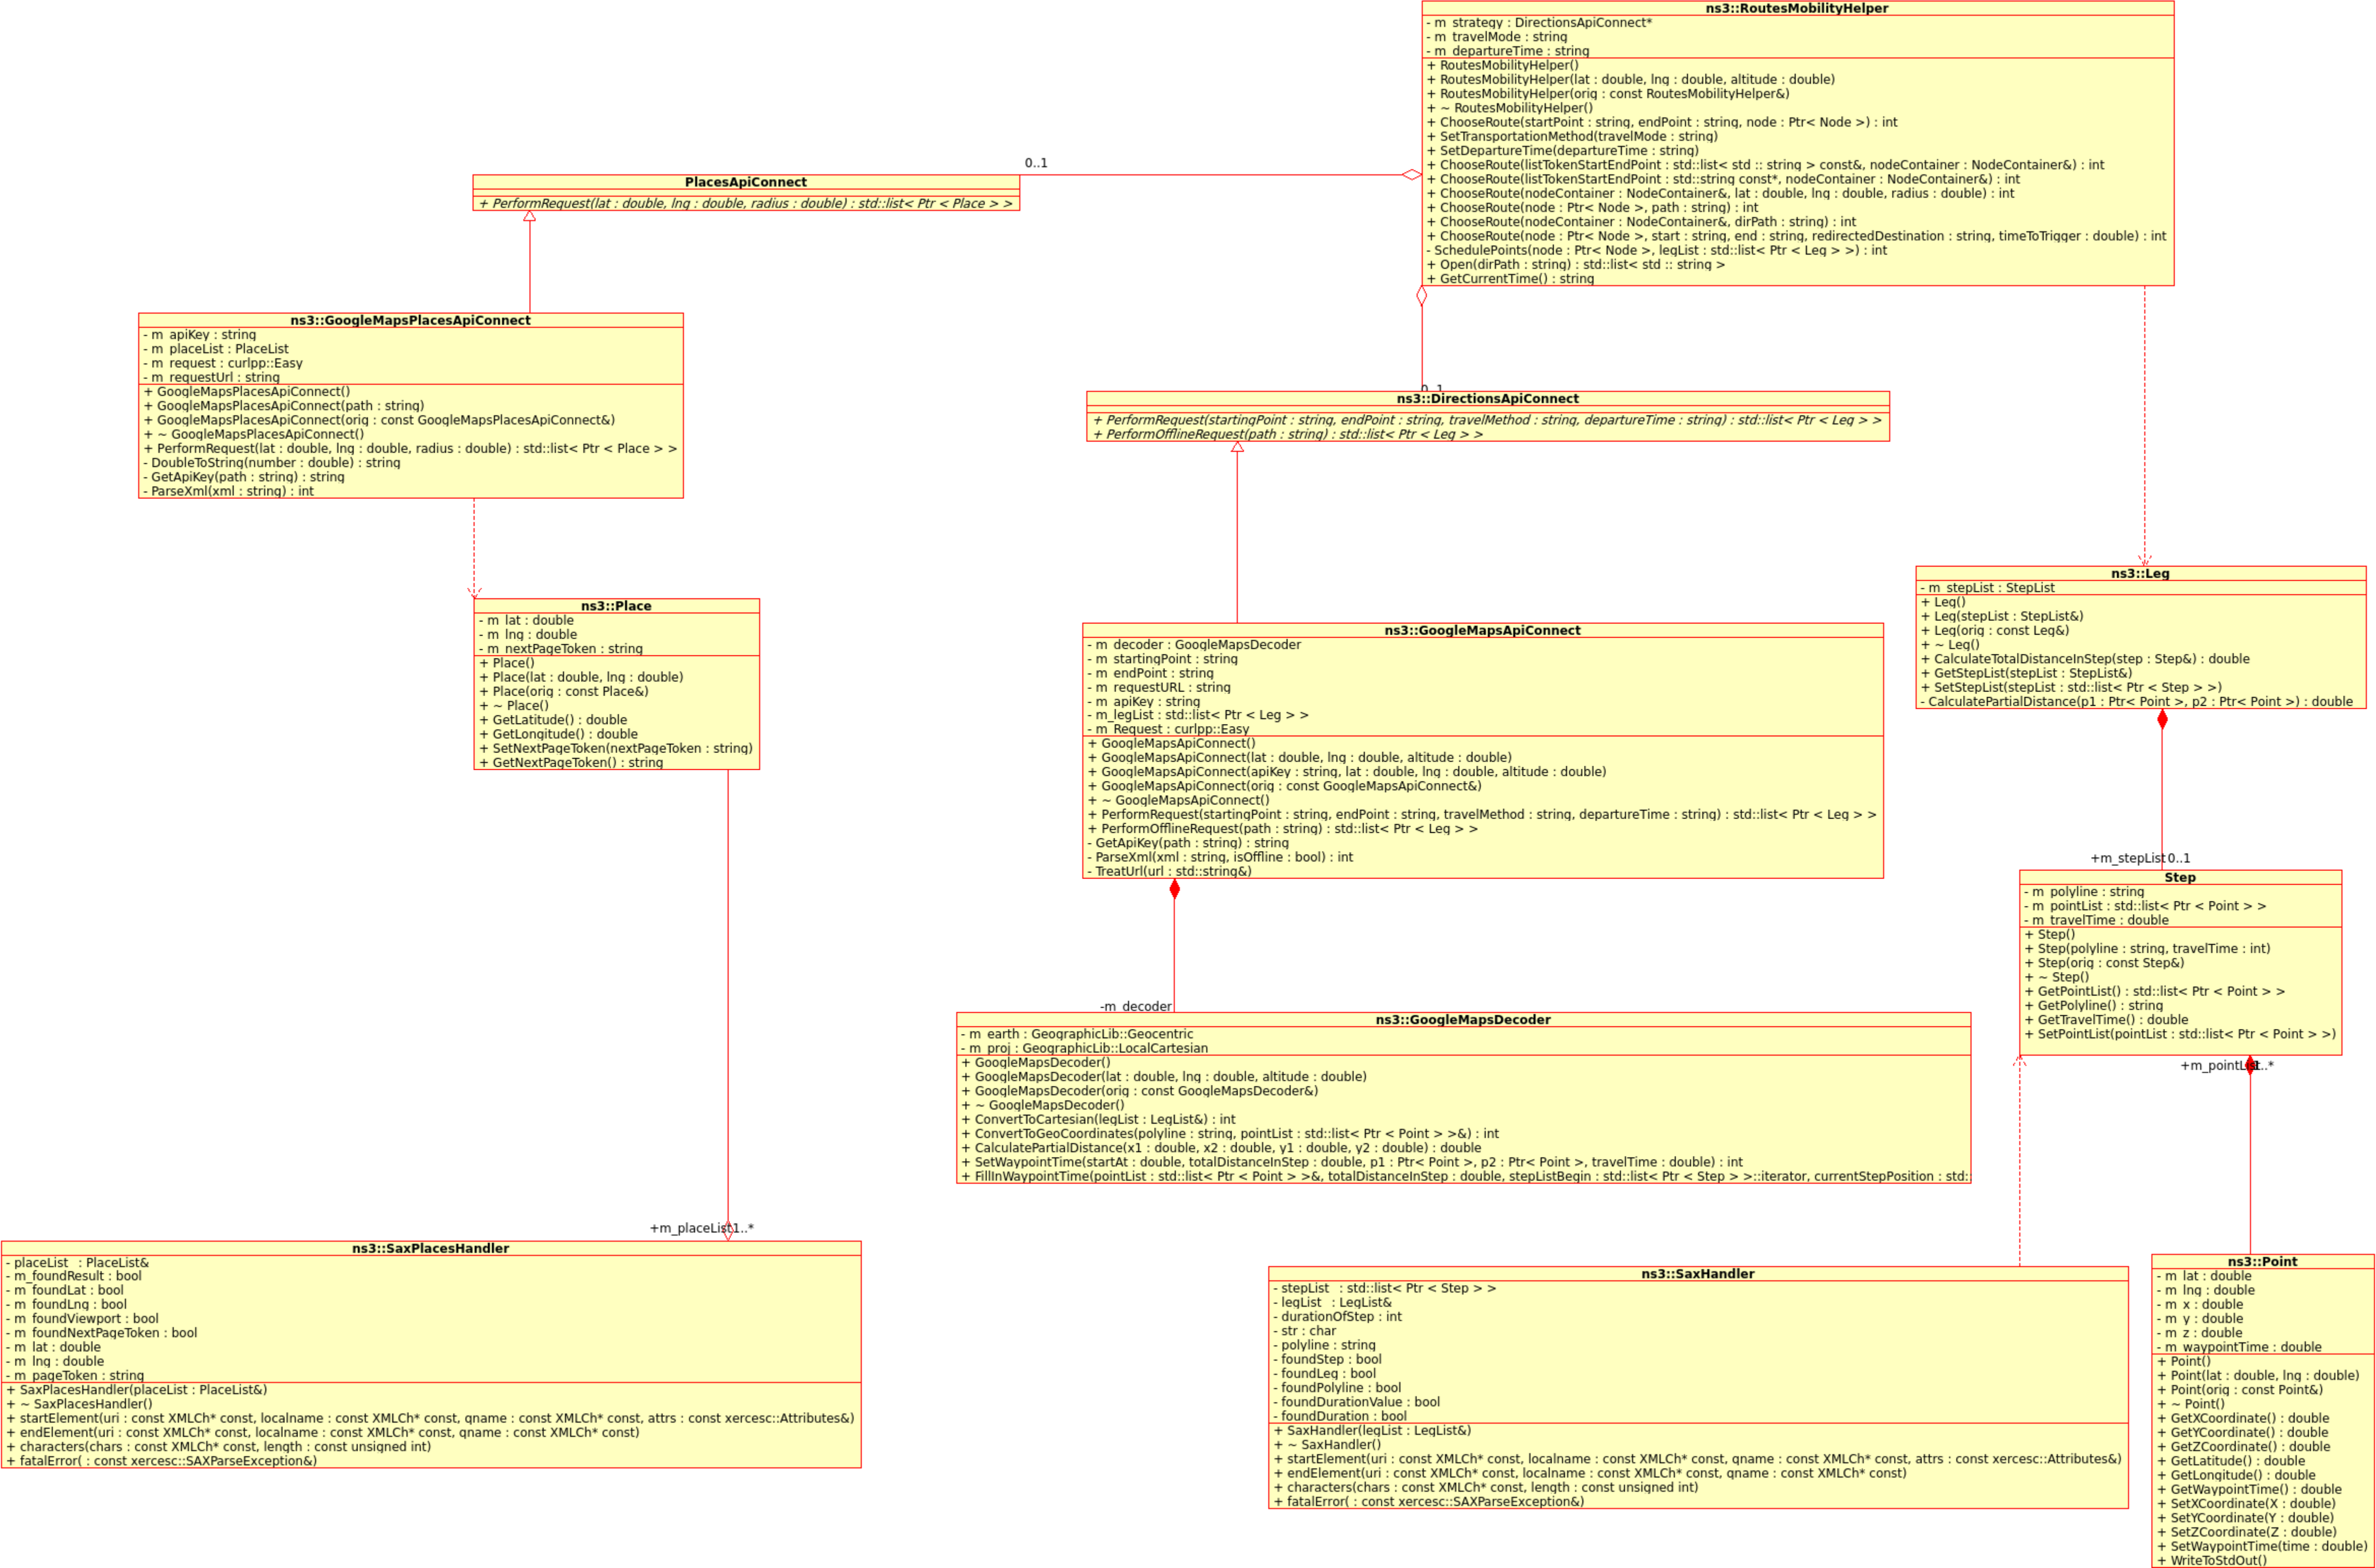 ns3::RoutesMobilityHelper
- m_strategy : DirectionsApiConnect*
- m_travelMode : string
- m_departureTime : string
+ RoutesMobilityHelper()
+ RoutesMobilityHelper(lat : double, lng : double, altitude : double)
+ RoutesMobilityHelper(orig : const RoutesMobilityHelper&)
+ ~ RoutesMobilityHelper()
+ ChooseRoute(startPoint : string, endPoint : string, node : Ptr< Node >) : int
+ SetTransportationMethod(travelMode : string)
+ SetDepartureTime(departureTime : string)
+ ChooseRoute(listTokenStartEndPoint : std::list< std :: string > const&, nodeContainer : NodeContainer&) : int
+ ChooseRoute(listTokenStartEndPoint : std::string const*, nodeContainer : NodeContainer&) : int
+ ChooseRoute(nodeContainer : NodeContainer&, lat : double, lng : double, radius : double) : int
+ ChooseRoute(node : Ptr< Node >, path : string) : int
+ ChooseRoute(nodeContainer : NodeContainer&, dirPath : string) : int
+ ChooseRoute(node : Ptr< Node >, start : string, end : string, redirectedDestination : string, timeToTrigger : double) : int
- SchedulePoints(node : Ptr< Node >, legList : std::list< Ptr < Leg > >) : int
+ Open(dirPath : string) : std::list< std :: string >
+ GetCurrentTime() : string
0..1
PlacesApiConnect
+ PerformRequest(lat : double, lng : double, radius : double) : std::list< Ptr < Place > >
ns3::GoogleMapsPlacesApiConnect
- m_apiKey : string
- m_placeList : PlaceList
- m_request : curlpp::Easy
- m_requestUrl : string
+ GoogleMapsPlacesApiConnect()
+ GoogleMapsPlacesApiConnect(path : string)
+ GoogleMapsPlacesApiConnect(orig : const GoogleMapsPlacesApiConnect&)
+ ~ GoogleMapsPlacesApiConnect()
+ PerformRequest(lat : double, lng : double, radius : double) : std::list< Ptr < Place > >
- DoubleToString(number : double) : string
- GetApiKey(path : string) : string
- ParseXml(xml : string) : int
0..1
ns3::DirectionsApiConnect
+ PerformRequest(startingPoint : string, endPoint : string, travelMethod : string, departureTime : string) : std::list< Ptr < Leg > >
+ PerformOfflineRequest(path : string) : std::list< Ptr < Leg > >
ns3::Leg
- m_stepList : StepList
+ Leg()
+ Leg(stepList : StepList&)
+ Leg(orig : const Leg&)
+ ~ Leg()
+ CalculateTotalDistanceInStep(step : Step&) : double
+ GetStepList(stepList : StepList&)
+ SetStepList(stepList : std::list< Ptr < Step > >)
- CalculatePartialDistance(p1 : Ptr< Point >, p2 : Ptr< Point >) : double
ns3::Place
- m_lat : double
- m_lng : double
- m_nextPageToken : string
+ Place()
+ Place(lat : double, lng : double)
+ Place(orig : const Place&)
+ ~ Place()
+ GetLatitude() : double
+ GetLongitude() : double
+ SetNextPageToken(nextPageToken : string)
+ GetNextPageToken() : string
ns3::GoogleMapsApiConnect
- m_decoder : GoogleMapsDecoder
- m_startingPoint : string
- m_endPoint : string
- m_requestURL : string
- m_apiKey : string
- m_legList : std::list< Ptr < Leg > >
- m_Request : curlpp::Easy
+ GoogleMapsApiConnect()
+ GoogleMapsApiConnect(lat : double, lng : double, altitude : double)
+ GoogleMapsApiConnect(apiKey : string, lat : double, lng : double, altitude : double)
+ GoogleMapsApiConnect(orig : const GoogleMapsApiConnect&)
+ ~ GoogleMapsApiConnect()
+ PerformRequest(startingPoint : string, endPoint : string, travelMethod : string, departureTime : string) : std::list< Ptr < Leg > >
+ PerformOfflineRequest(path : string) : std::list< Ptr < Leg > >
- GetApiKey(path : string) : string
- ParseXml(xml : string, isOffline : bool) : int
- TreatUrl(url : std::string&)
+m_stepList 0..1
Step
- m_polyline : string
- m_pointList : std::list< Ptr < Point > >
- m_travelTime : double
+ Step()
+ Step(polyline : string, travelTime : int)
+ Step(orig : const Step&)
+ ~ Step()
+ GetPointList() : std::list< Ptr < Point > >
+ GetPolyline() : string
+ GetTravelTime() : double
+ SetPointList(pointList : std::list< Ptr < Point > >)
-m_decoder
ns3::GoogleMapsDecoder
- m_earth : GeographicLib::Geocentric
- m_proj : GeographicLib::LocalCartesian
+ GoogleMapsDecoder()
+ GoogleMapsDecoder(lat : double, lng : double, altitude : double)
+ GoogleMapsDecoder(orig : const GoogleMapsDecoder&)
+ ~ GoogleMapsDecoder()
+ ConvertToCartesian(legList : LegList&) : int
+ ConvertToGeoCoordinates(polyline : string, pointList : std::list< Ptr < Point > >&) : int
+ CalculatePartialDistance(x1 : double, x2 : double, y1 : double, y2 : double) : double
+ SetWaypointTime(startAt : double, totalDistanceInStep : double, p1 : Ptr< Point >, p2 : Ptr< Point >, travelTime : double) : int
+ FillInWaypointTime(pointList : std::list< Ptr < Point > >&, totalDistanceInStep : double, stepListBegin : std::list< Ptr < Step > >::iterator, currentStepPosition : std:
+m_placeList 1..*
ns3::SaxPlacesHandler
- placeList_ : PlaceList&
- m_foundResult : bool
- m_foundLat : bool
- m_foundLng : bool
- m_foundViewport : bool
- m_foundNextPageToken : bool
- m_lat : double
- m_lng : double
- m_pageToken : string
+ SaxPlacesHandler(placeList : PlaceList&)
+ ~ SaxPlacesHandler()
+ startElement(uri : const XMLCh* const, localname : const XMLCh* const, qname : const XMLCh* const, attrs : const xercesc::Attributes&)
+ endElement(uri : const XMLCh* const, localname : const XMLCh* const, qname : const XMLCh* const)
+ characters(chars : const XMLCh* const, length : const unsigned int)
+ fatalError( : const xercesc::SAXParseException&)
ns3::SaxHandler
- stepList_ : std::list< Ptr < Step > >
- legList_ : LegList&
- durationOfStep : int
- str : char
- polyline : string
- foundStep : bool
- foundLeg : bool
- foundPolyline : bool
- foundDurationValue : bool
- foundDuration : bool
+ SaxHandler(legList : LegList&)
+ ~ SaxHandler()
+ startElement(uri : const XMLCh* const, localname : const XMLCh* const, qname : const XMLCh* const, attrs : const xercesc::Attributes&)
+ endElement(uri : const XMLCh* const, localname : const XMLCh* const, qname : const XMLCh* const)
+ characters(chars : const XMLCh* const, length : const unsigned int)
+ fatalError( : const xercesc::SAXParseException&)
ns3::Point
- m_lat : double
- m_lng : double
- m_x : double
- m_y : double
- m_z : double
- m_waypointTime : double
+ Point()
+ Point(lat : double, lng : double)
+ Point(orig : const Point&)
+ ~ Point()
+ GetXCoordinate() : double
+ GetYCoordinate() : double
+ GetZCoordinate() : double
+ GetLatitude() : double
+ GetLongitude() : double
+ GetWaypointTime() : double
+ SetXCoordinate(X : double)
+ SetYCoordinate(Y : double)
+ SetZCoordinate(Z : double)
+ SetWaypointTime(time : double)
+ WriteToStdOut()